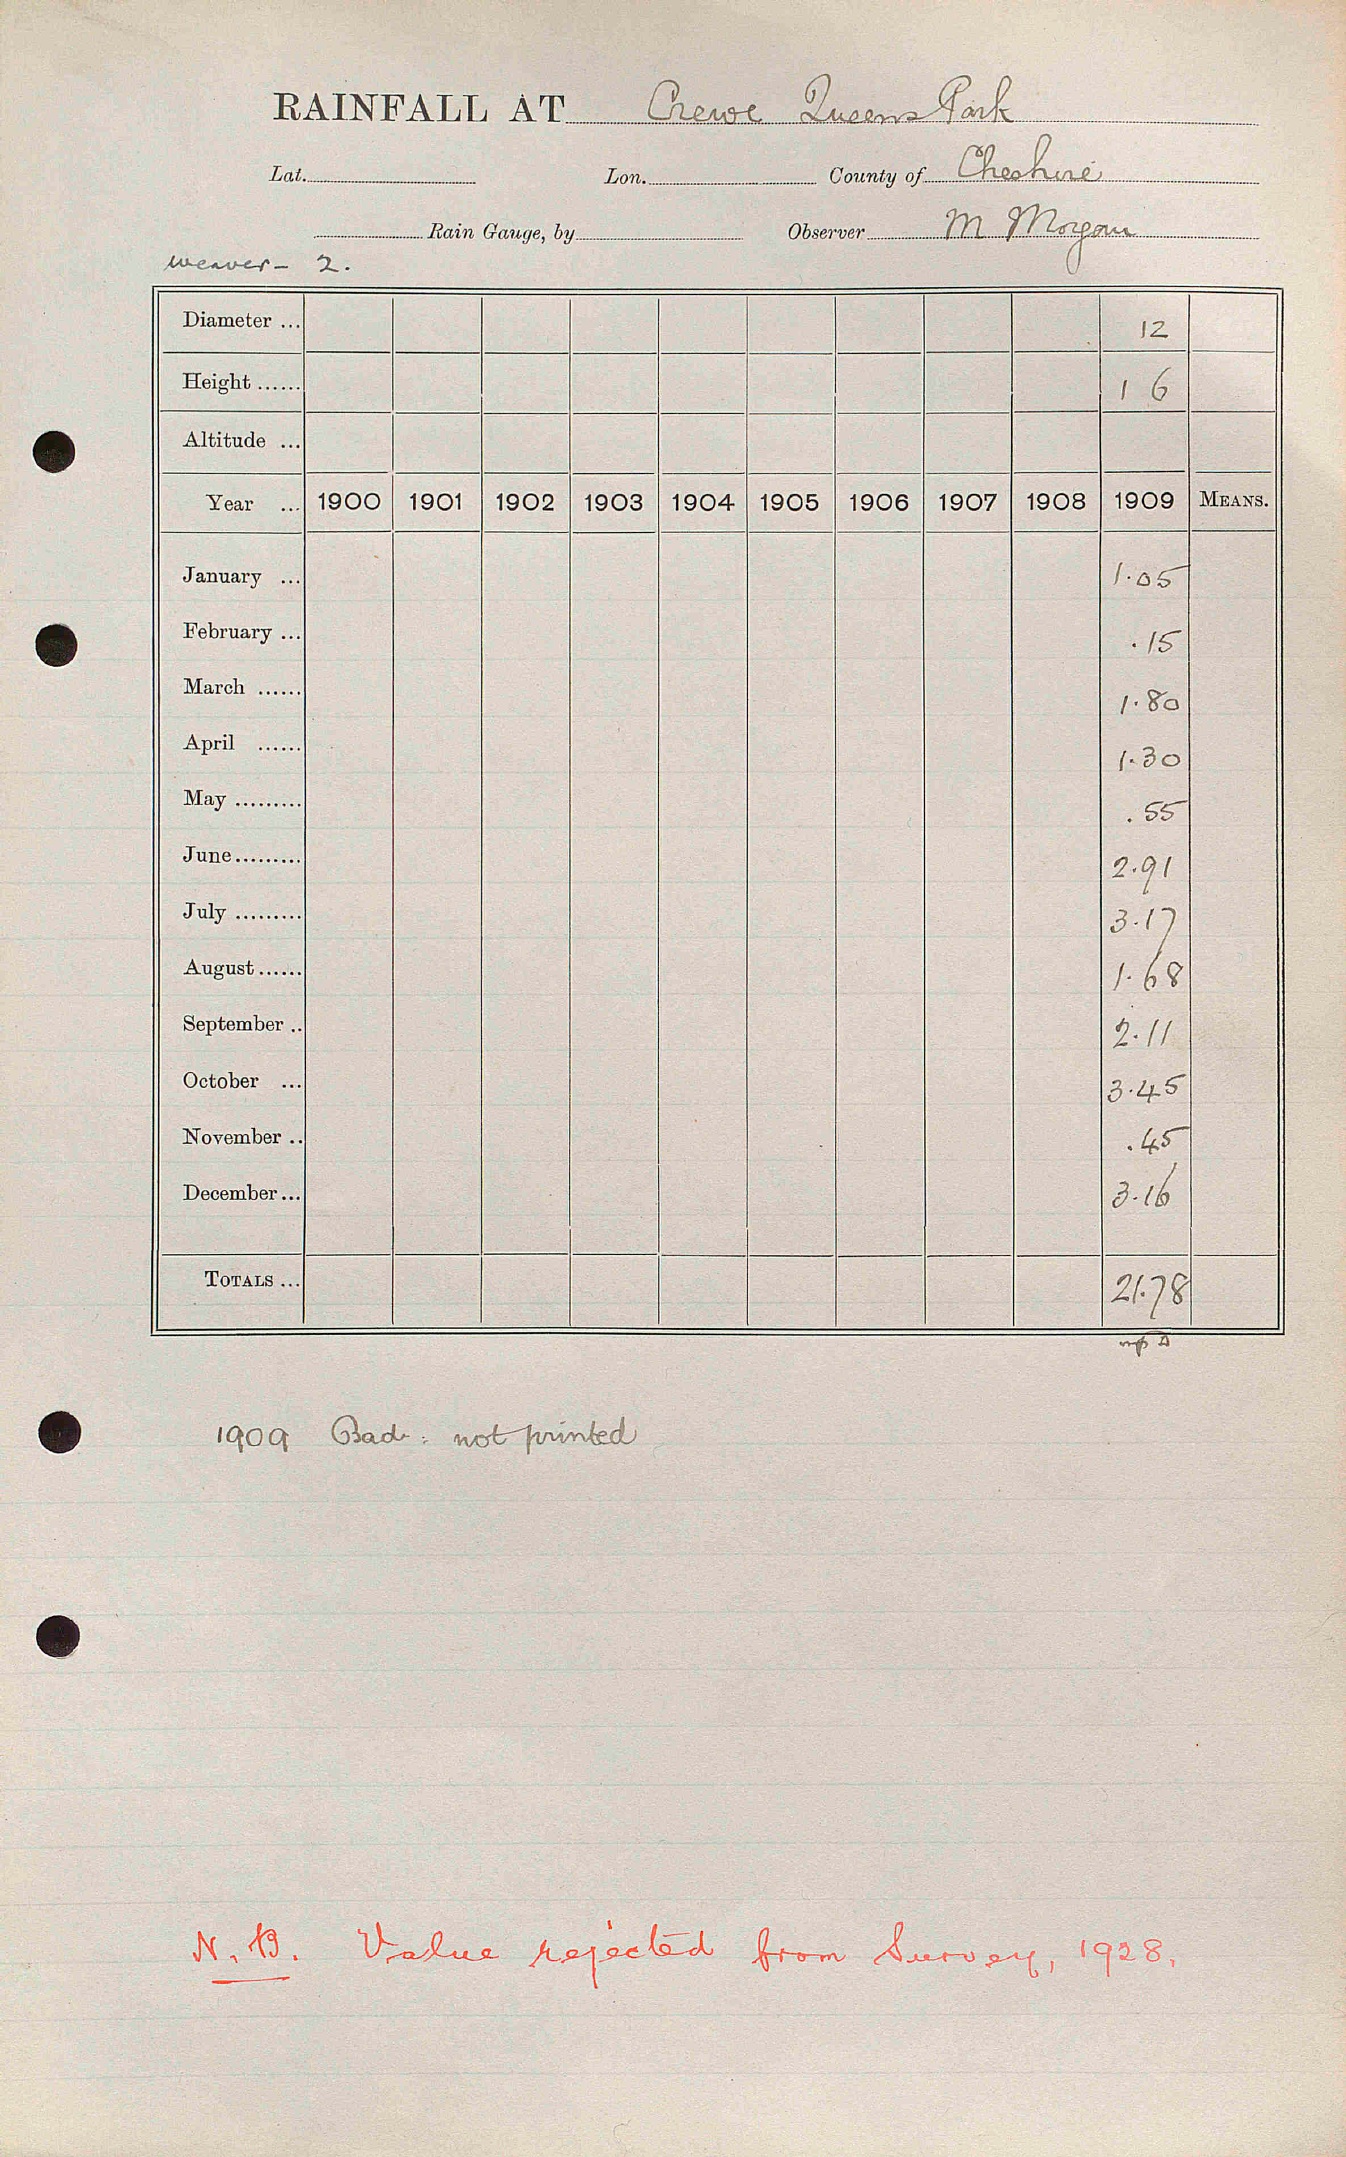 RAINFALL AT Crewe Queens Park
Lat. Lon. County of Cheshire
Rain Gauge, by Observer M Morgan
Weaver - 2.
Diameter ... 12
Height ...... 1 6
Altitude ...
Year ... 1900 1901 1902 1903 1904 1905 1906 1907 1908 1909 MEANS.
January ... 1.05
February ... .15
March ...... 1.80
April ...... 1.30
May ......... .55
June ......... 2.91
July ......... 3.17
August ...... 1.68
September .. 2.11
October ... 3.45
November .. .45
December ... 3.16
TOTALS ... 21.78
1909 Bad : not printed
N.B. Value rejected from Survey, 1928.